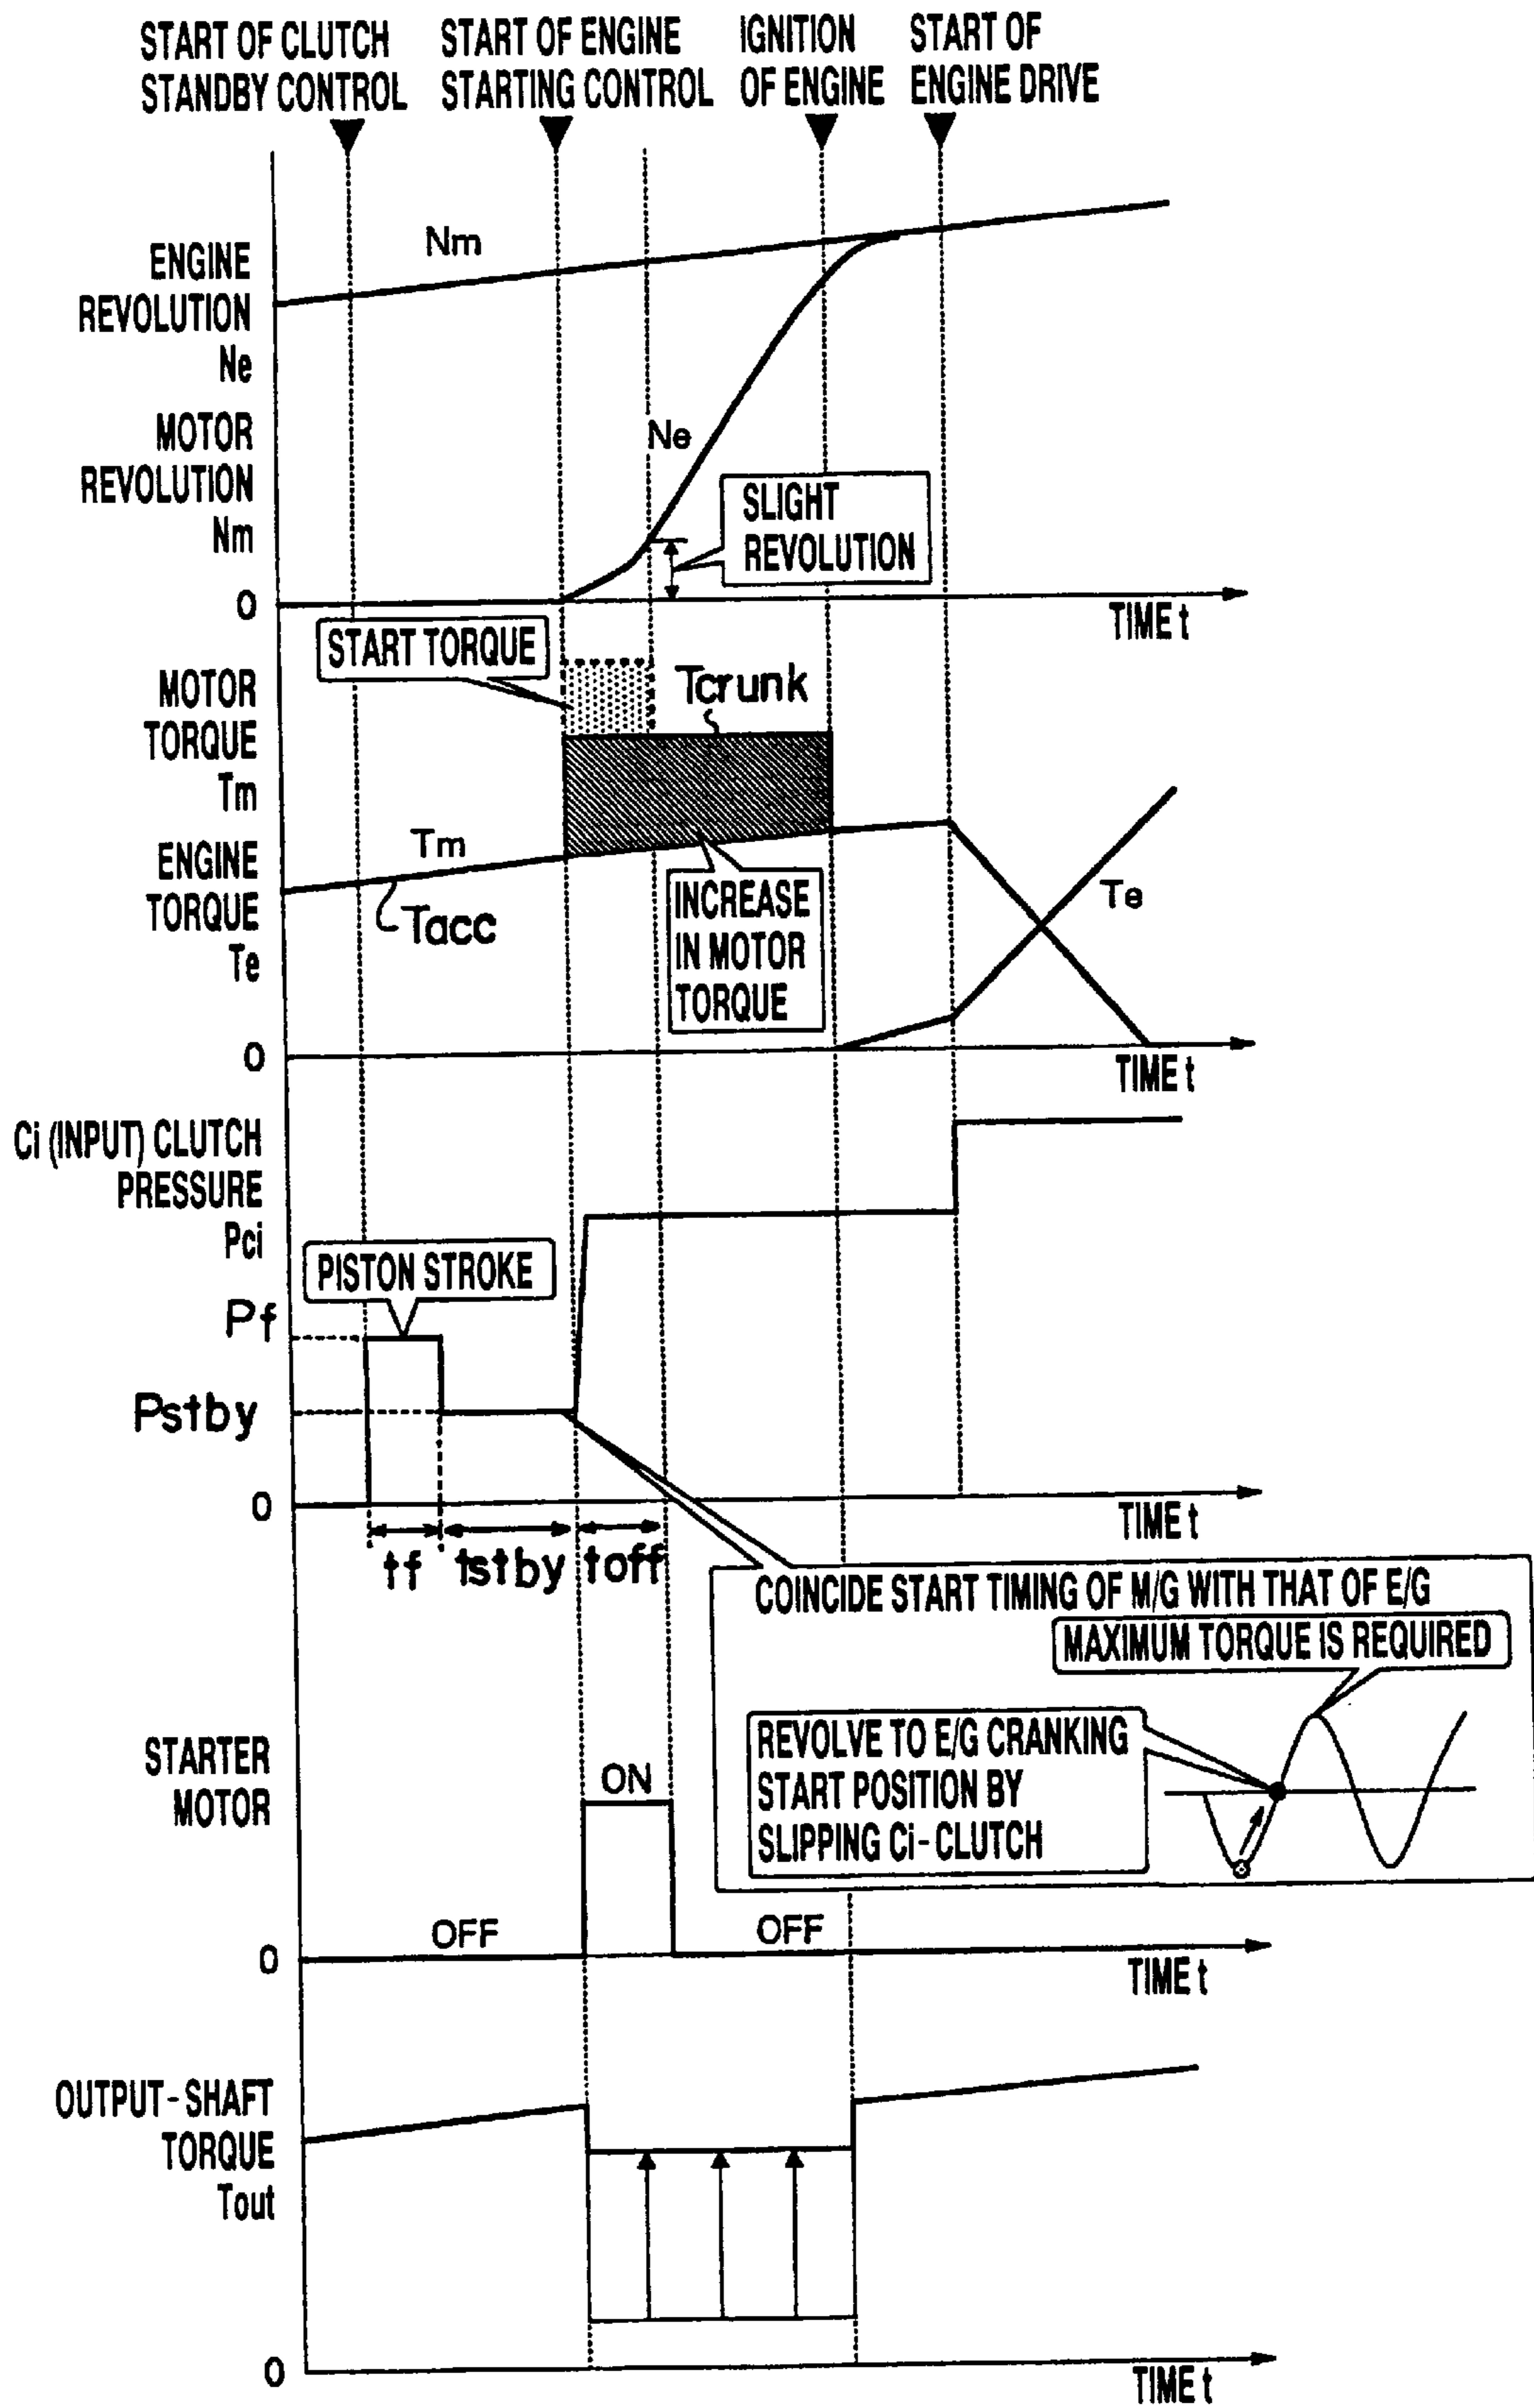 START OF CLUTCH
STANDBY CONTROL
START OF ENGINE
STARTING CONTROL
IGNITION
OF ENGINE
START OF
ENGINE DRIVE
ENGINE
REVOLUTION
Ne
MOTOR
REVOLUTION
Nm
Nm
Ne
SLIGHT
REVOLUTION
0
TIME t
START TORQUE
MOTOR
TORQUE
Tm
ENGINE
TORQUE
Te
Tcrunk
Tm
Tacc
INCREASE
IN MOTOR
TORQUE
Te
0
TIME t
Ci (INPUT) CLUTCH
PRESSURE
Pci
PISTON STROKE
Pf
Pstby
0
TIME t
tf
tstby
toff
COINCIDE START TIMING OF M/G WITH THAT OF E/G
MAXIMUM TORQUE IS REQUIRED
REVOLVE TO E/G CRANKING
START POSITION BY
SLIPPING Ci-CLUTCH
STARTER
MOTOR
ON
OFF
OFF
0
TIME t
OUTPUT-SHAFT
TORQUE
Tout
0
TIME t